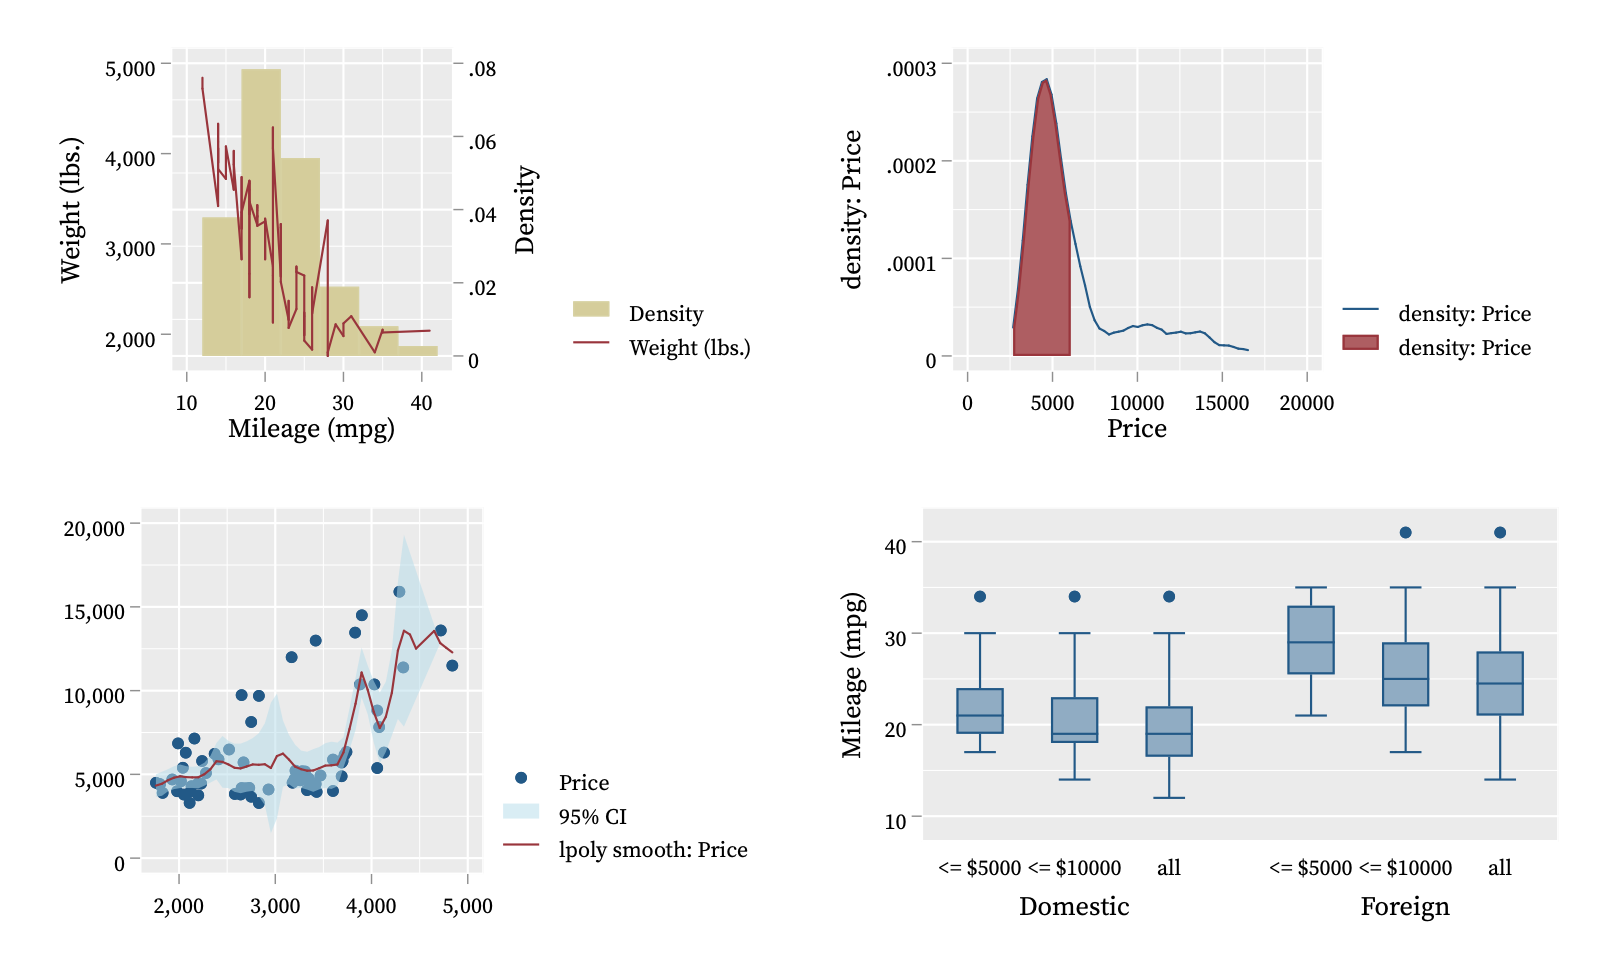 5,000
4,000
3,000
2,000
Weight (lbs.)
.08
.06
.04
.02
0
Density
10 20 30 40
Mileage (mpg)
Density
Weight (lbs.)
.0003
.0002
.0001
0
density: Price
0 5000 10000 15000 20000
Price
density: Price
density: Price
20,000
15,000
10,000
5,000
0
2,000 3,000 4,000 5,000
Price
95% CI
lpoly smooth: Price
40
30
20
10
Mileage (mpg)
<= $5000 <= $10000 all <= $5000 <= $10000 all
Domestic Foreign